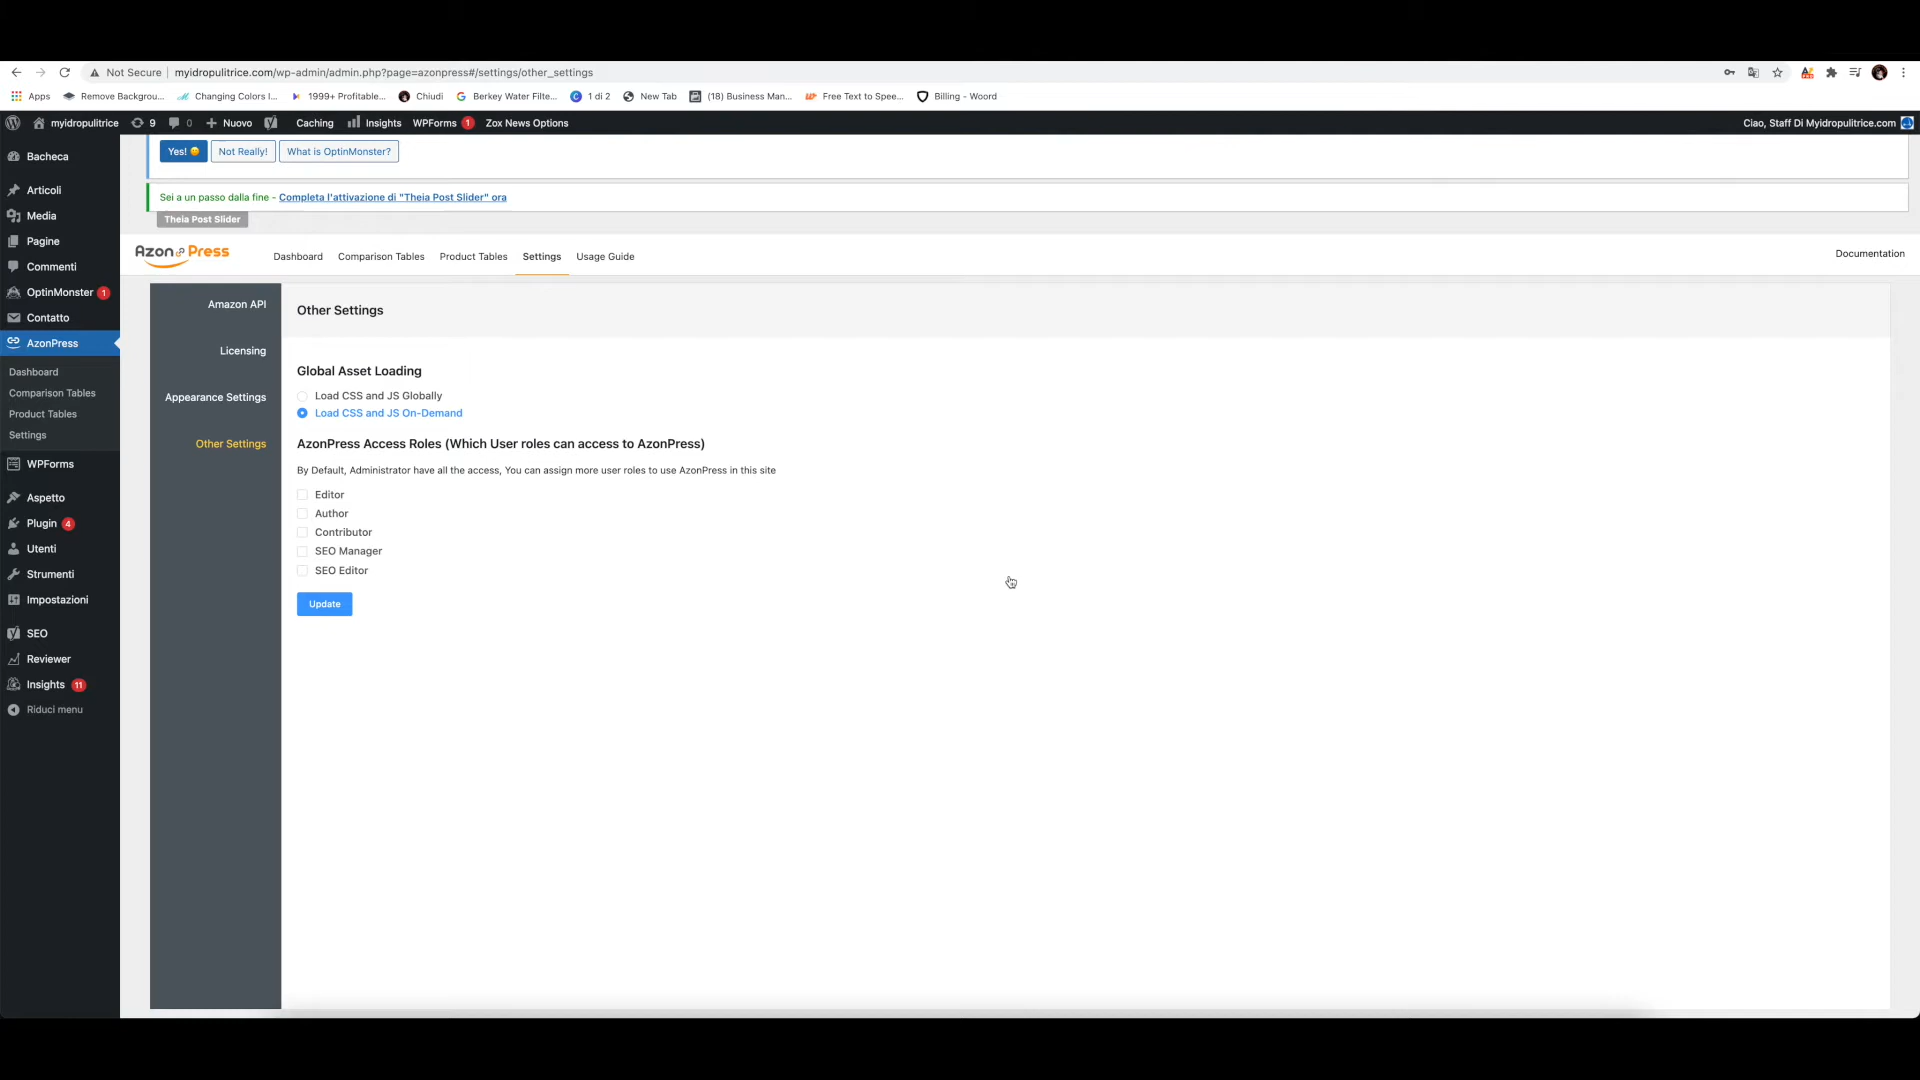 Not Secure | myidropulitrice.com/wp-admin/admin.php?page=azonpress#/settings/other_settings
Apps Remove Backgrou... Changing Colors I... 1999+ Profitable... Chiudi Berkey Water Filte... 1 di 2 New Tab (18) Business Man... Free Text to Spee... Billing - Woord
myidropulitrice 9 0 + Nuovo Caching Insights WPForms 1 Zox News Options Ciao, Staff Di Myidropulitrice.com
Yes! 😃 Not Really! What is OptinMonster?
Sei a un passo dalla fine - Completa l'attivazione di "Theia Post Slider" ora
Theia Post Slider
AzonPress Dashboard Comparison Tables Product Tables Settings Usage Guide Documentation
Bacheca
Articoli
Media
Pagine
Commenti
OptinMonster 1
Contatto
AzonPress
Dashboard
Comparison Tables
Product Tables
Settings
WPForms
Aspetto
Plugin 4
Utenti
Strumenti
Impostazioni
SEO
Reviewer
Insights 11
Riduci menu
Amazon API
Licensing
Appearance Settings
Other Settings
Other Settings
Global Asset Loading
Load CSS and JS Globally
Load CSS and JS On-Demand
AzonPress Access Roles (Which User roles can access to AzonPress)
By Default, Administrator have all the access, You can assign more user roles to use AzonPress in this site
Editor
Author
Contributor
SEO Manager
SEO Editor
Update